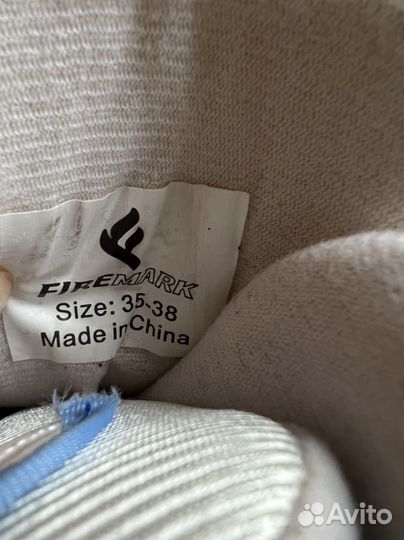 FIREMARK
Size: 35-38
Made in China
Avito